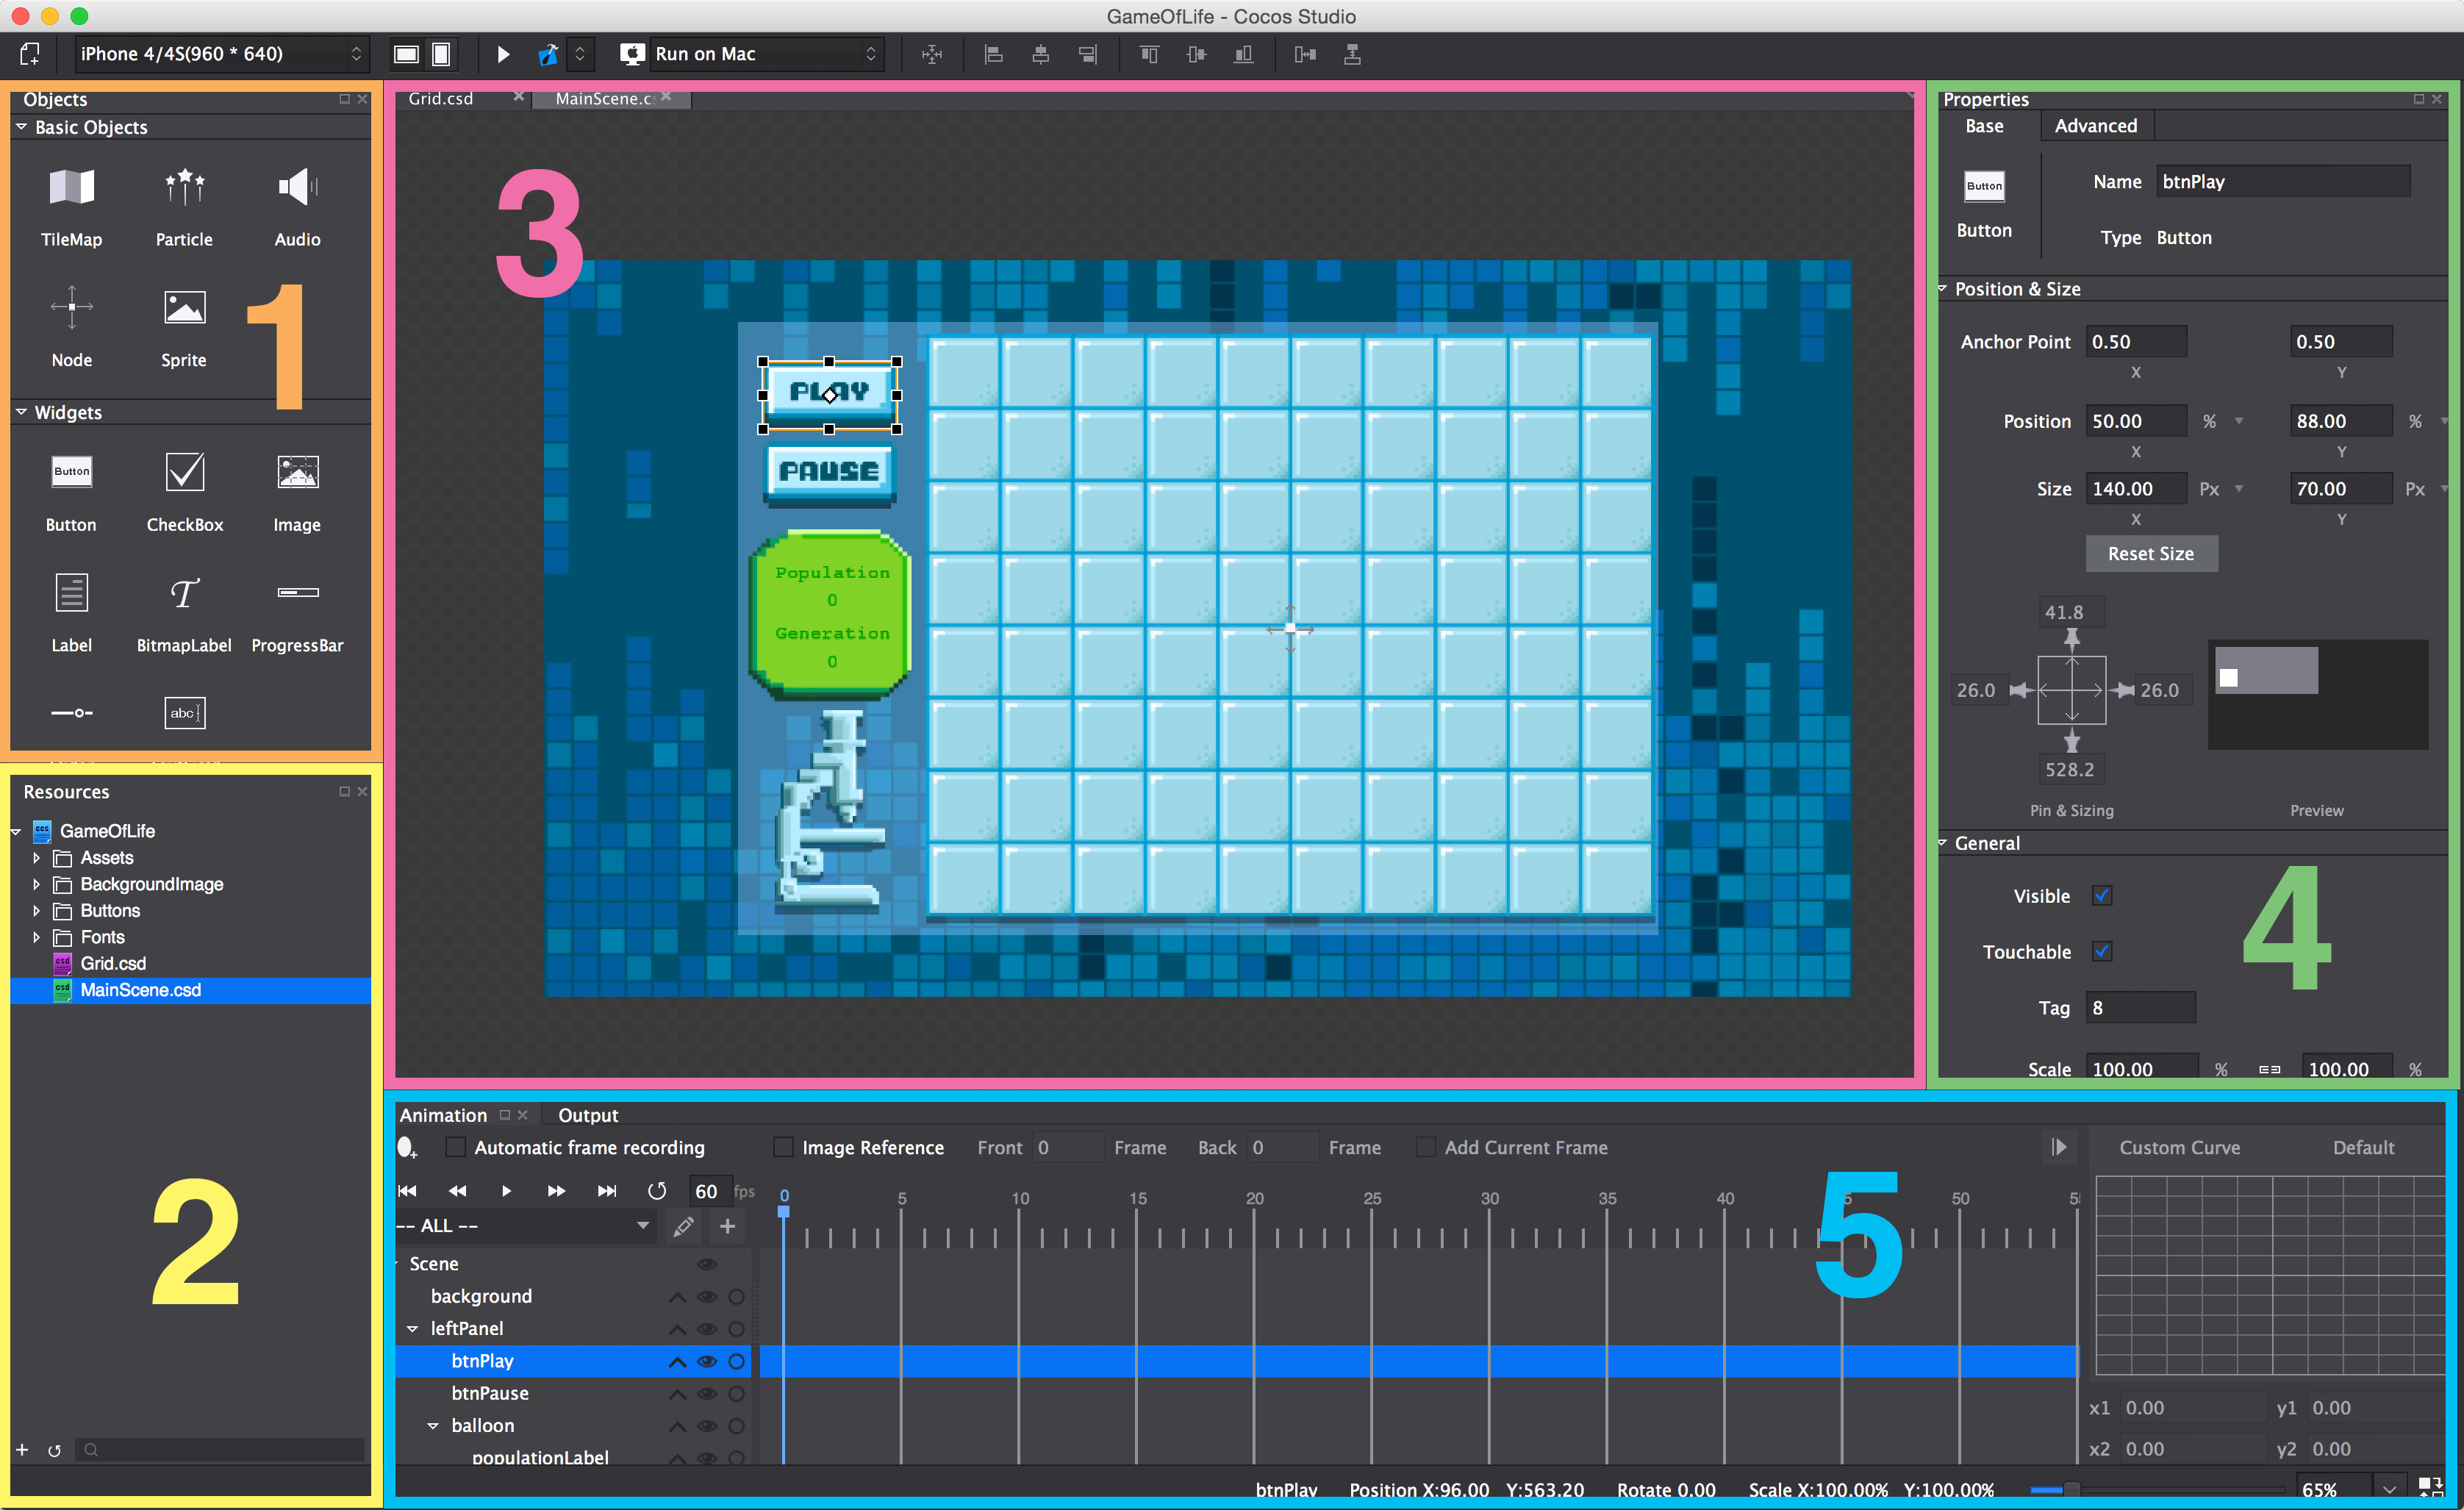 GameOfLife - Cocos Studio
iPhone 4/4S(960 * 640)
Run on Mac
Objects
Basic Objects
TileMap Particle Audio
Node Sprite
1
Widgets
Button
Button CheckBox Image
Label BitmapLabel ProgressBar
abc
Resources
GameOfLife
Assets
BackgroundImage
Buttons
Fonts
Grid.csd
MainScene.csd
2
Grid.csd MainScene.c
3
PLAY
PAUSE
Population
0
Generation
0
Properties
Base Advanced
Button
Button
Name btnPlay
Type Button
Position & Size
Anchor Point 0.50 0.50
X Y
Position 50.00 % 88.00 %
X Y
Size 140.00 Px 70.00 Px
X Y
Reset Size
41.8
26.0 26.0
528.2
Pin & Sizing Preview
General
Visible
Touchable
Tag 8
Scale 100.00 % 100.00 %
4
Animation Output
Automatic frame recording Image Reference Front 0 Frame Back 0 Frame Add Current Frame
Custom Curve Default
60 fps
0 5 10 15 20 25 30 35 40 50
-- ALL --
5
Scene
background
leftPanel
btnPlay
btnPause
balloon
populationLabel
x1 0.00 y1 0.00
x2 0.00 y2 0.00
btnPlay Position X:96.00 Y:563.20 Rotate 0.00 Scale X:100.00% Y:100.00% 65%